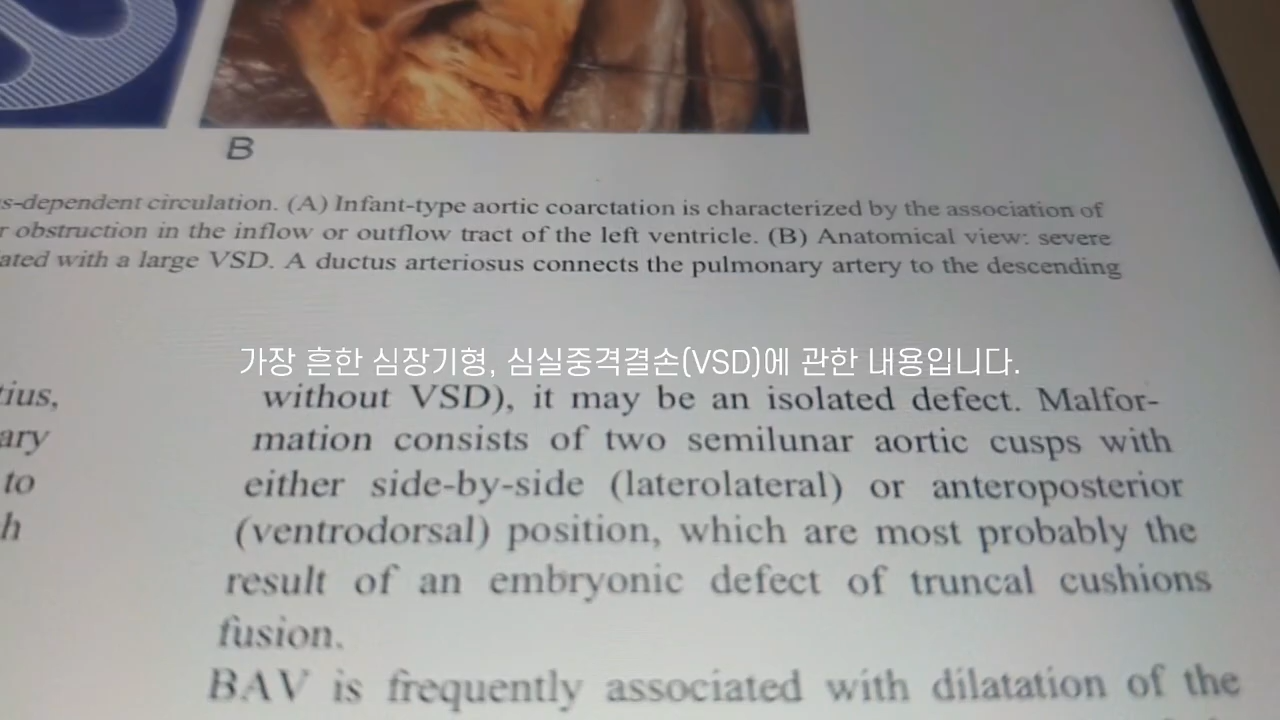 B
s-dependent circulation. (A) Infant-type aortic coarctation is characterized by the association of
r obstruction in the inflow or outflow tract of the left ventricle. (B) Anatomical view: severe
ated with a large VSD. A ductus arteriosus connects the pulmonary artery to the descending
가장 흔한 심장기형, 심실중격결손(VSD)에 관한 내용입니다.
tius,
ary
to
h
without VSD), it may be an isolated defect. Malfor-
mation consists of two semilunar aortic cusps with
either side-by-side (laterolateral) or anteroposterior
(ventrodorsal) position, which are most probably the
result of an embryonic defect of truncal cushions
fusion.
BAV is frequently associated with dilatation of the